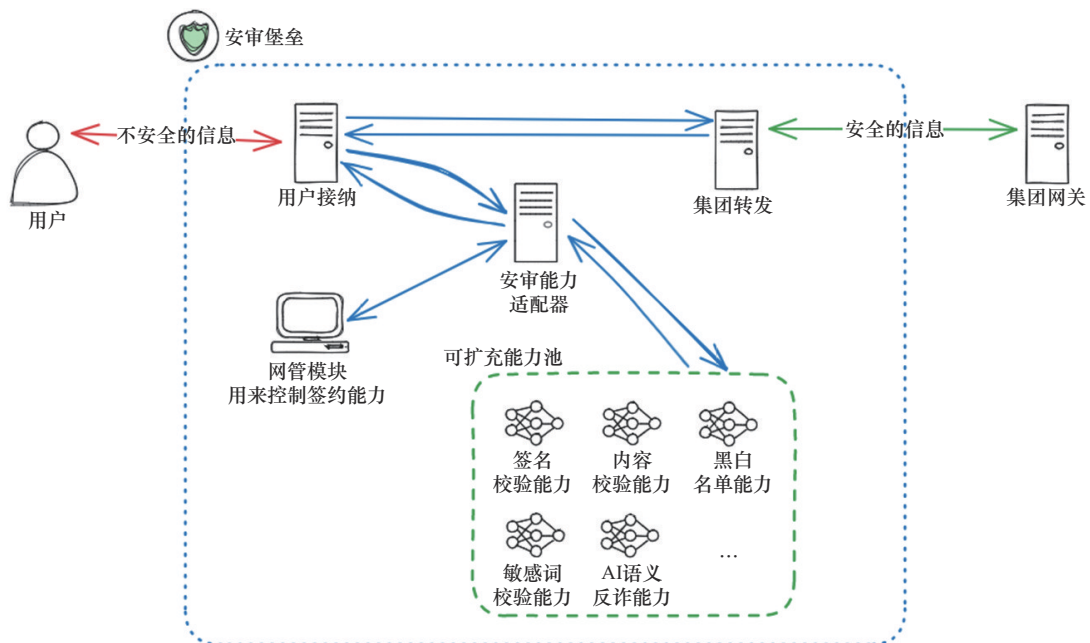 安审堡垒
不安全的信息
安全的信息
用户
用户接纳
集团转发
集团网关
安审能力
适配器
网管模块
用来控制签约能力
可扩充能力池
签名
校验能力
内容
校验能力
黑白
名单能力
敏感词
校验能力
AI语义
反诈能力
…